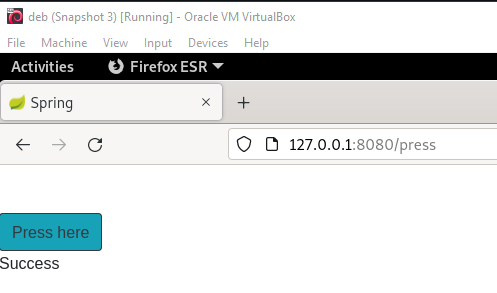 deb (Snapshot 3) [Running] - Oracle VM VirtualBox
File Machine View Input Devices Help
Activities Firefox ESR
Spring
127.0.0.1:8080/press
Press here
Success